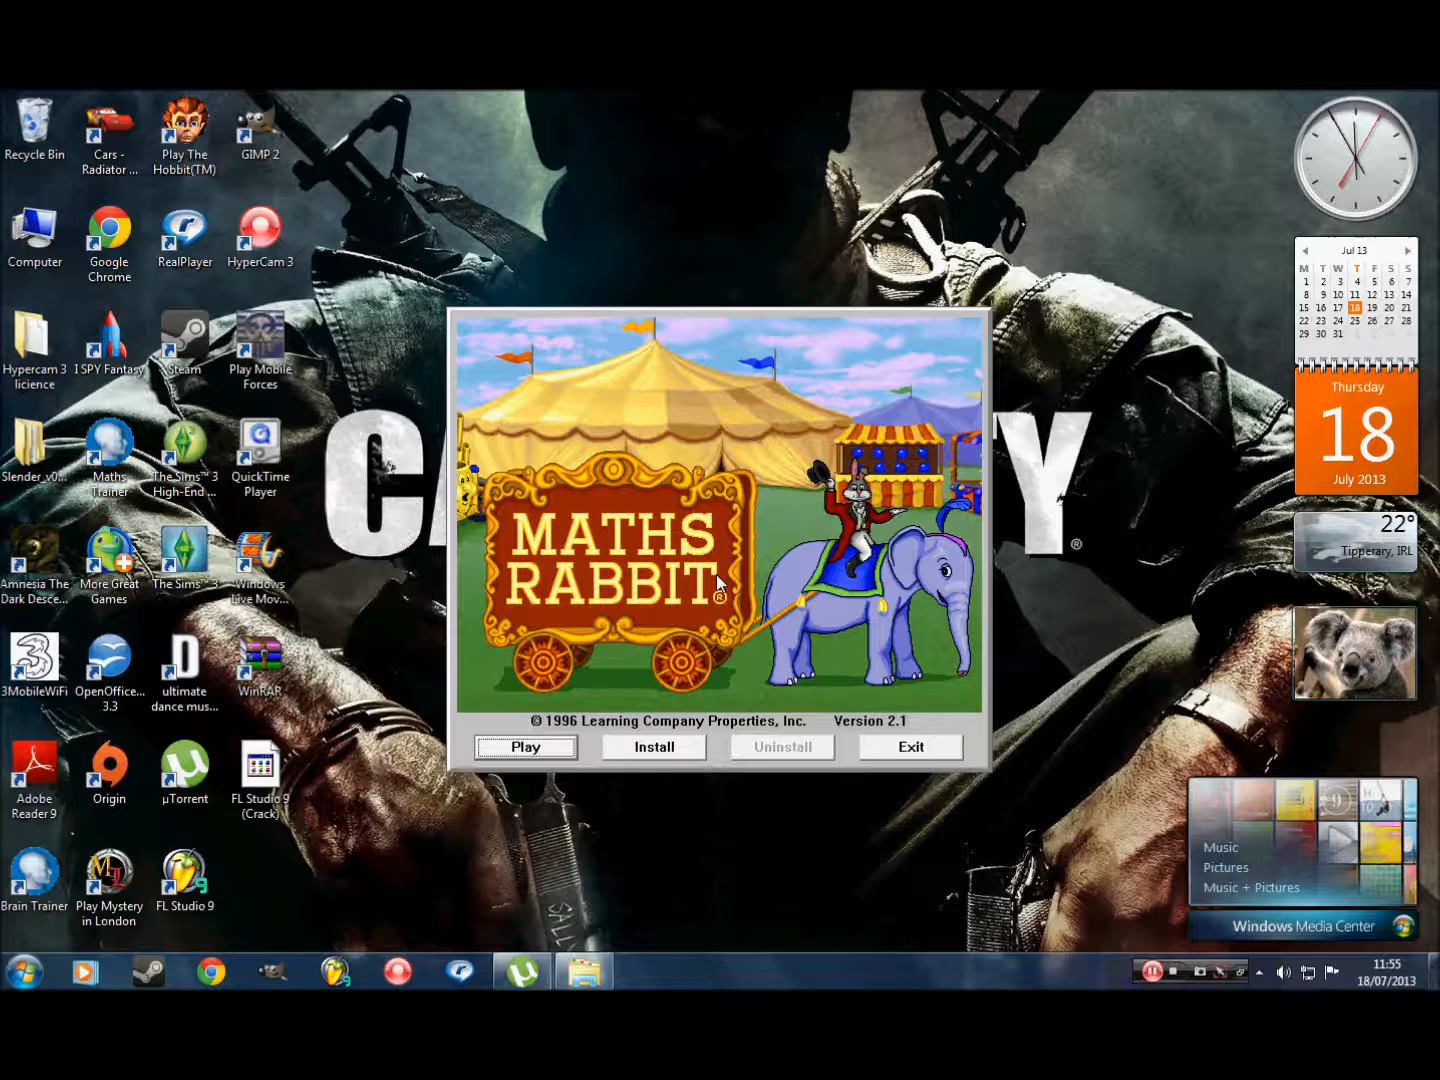 Recycle Bin
Cars -
Radiator ...
Play The
Hobbit(TM)
GIMP 2
Computer
Google
Chrome
RealPlayer
HyperCam 3
Hypercam 3
licience
I SPY Fantasy
Steam
Play Mobile
Forces
Slender_v0...
Maths
Trainer
The Sims™ 3
High-End ...
QuickTime
Player
Amnesia The
Dark Desce...
More Great
Games
The Sims™ 3
Windows
Live Mov...
3MobileWiFi
OpenOffice...
3.3
ultimate
dance mus...
WinRAR
Adobe
Reader 9
Origin
µTorrent
FL Studio 9
(Crack)
Brain Trainer
Play Mystery
in London
FL Studio 9
MATHS
RABBIT®
© 1996 Learning Company Properties, Inc. Version 2.1
Play Install Uninstall Exit
Jul 13
M T W T F S S
1 2 3 4 5 6 7
8 9 10 11 12 13 14
15 16 17 18 19 20 21
22 23 24 25 26 27 28
29 30 31
Thursday
18
July 2013
22°
Tipperary, IRL
Music
Pictures
Music + Pictures
Windows Media Center
11:55
18/07/2013